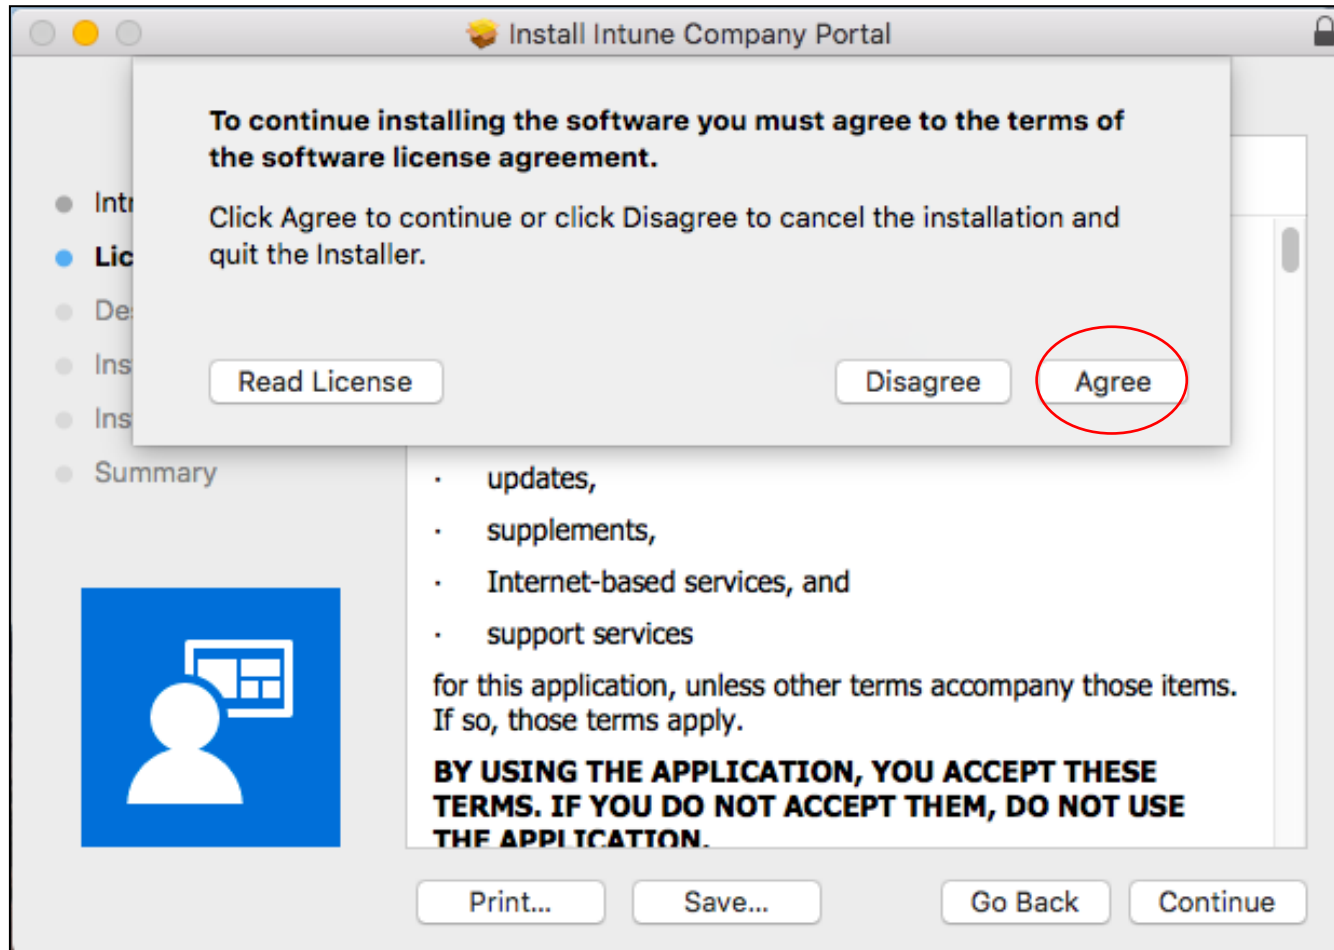 Install Intune Company Portal
To continue installing the software you must agree to the terms of
the software license agreement.
Click Agree to continue or click Disagree to cancel the installation and
quit the Installer.
Read License
Disagree
Agree
Summary
· updates,
· supplements,
· Internet-based services, and
· support services
for this application, unless other terms accompany those items.
If so, those terms apply.
BY USING THE APPLICATION, YOU ACCEPT THESE
TERMS. IF YOU DO NOT ACCEPT THEM, DO NOT USE
THE APPLICATION.
Print...
Save...
Go Back
Continue